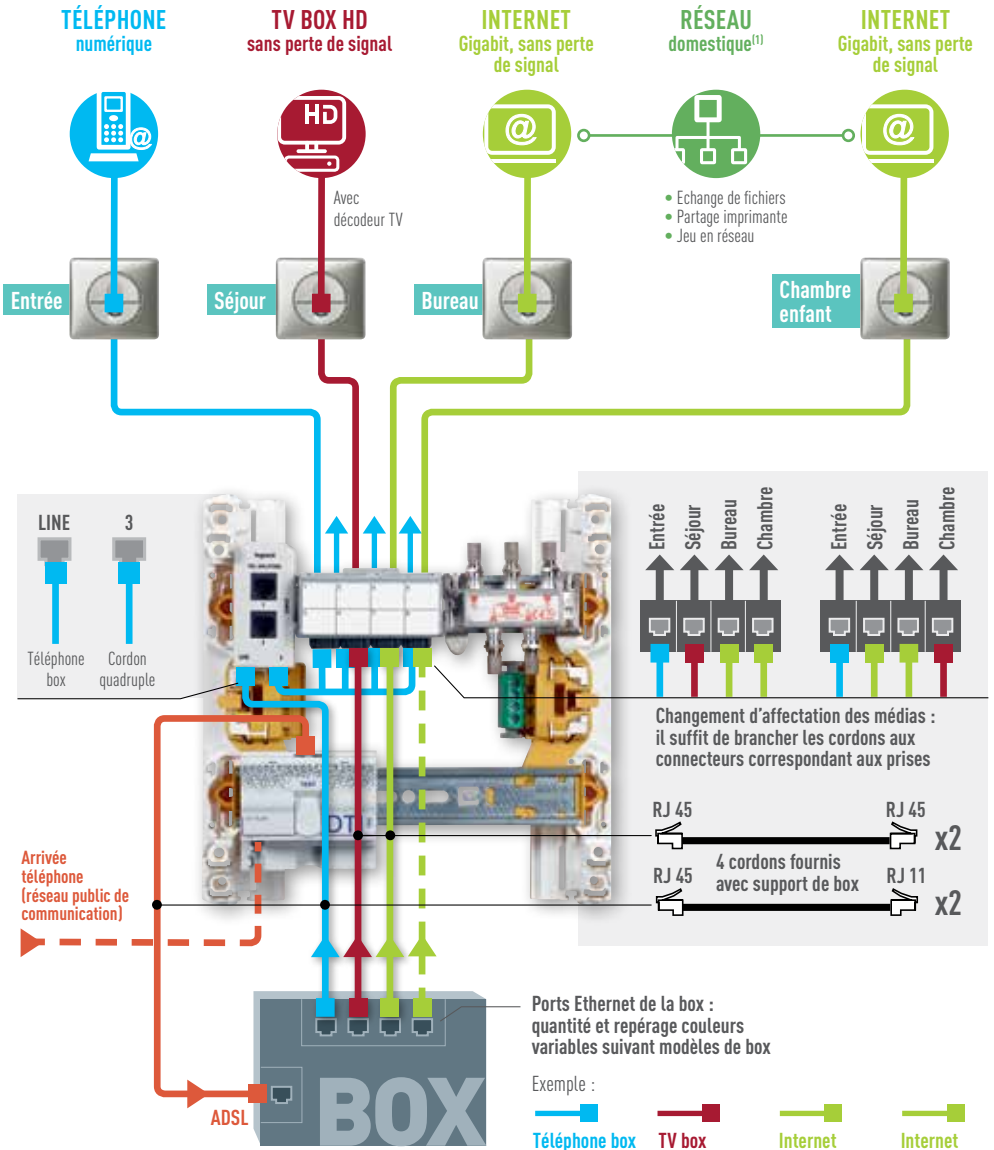 TÉLÉPHONE
numérique
TV BOX HD
sans perte de signal
INTERNET
Gigabit, sans perte
de signal
RÉSEAU
domestique(1)
INTERNET
Gigabit, sans perte
de signal
@
HD
@
@
Avec
décodeur TV
• Echange de fichiers
• Partage imprimante
• Jeu en réseau
Entrée
Séjour
Bureau
Chambre
enfant
LINE
3
Téléphone
box
Cordon
quadruple
legrand
Entrée
Séjour
Bureau
Chambre
Entrée
Séjour
Bureau
Chambre
Changement d'affectation des médias :
il suffit de brancher les cordons aux
connecteurs correspondant aux prises
TEST
DTI
RJ 45
RJ 45
x2
4 cordons fournis
avec support de box
RJ 45
RJ 11
x2
Arrivée
téléphone
(réseau public de
communication)
Ports Ethernet de la box :
quantité et repérage couleurs
variables suivant modèles de box
Exemple :
ADSL
BOX
Téléphone box
TV box
Internet
Internet